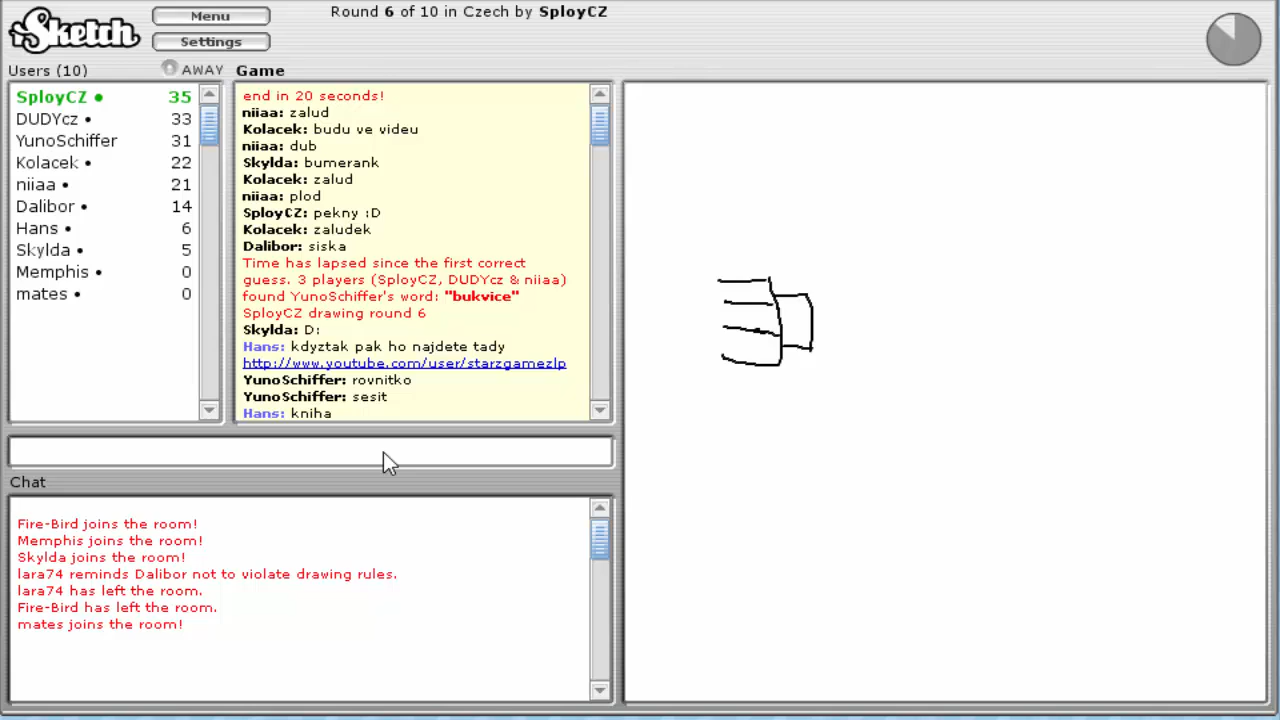 iSketch
Menu
Settings
Round 6 of 10 in Czech by SployCZ
Users (10)
AWAY
SployCZ • 35
DUDYcz • 33
YunoSchiffer 31
Kolacek • 22
niiaa • 21
Dalibor • 14
Hans • 6
Skylda • 5
Memphis • 0
mates • 0
Game
end in 20 seconds!
niiaa: zalud
Kolacek: budu ve videu
niiaa: dub
Skylda: bumerank
Kolacek: zalud
niiaa: plod
SployCZ: pekny :D
Kolacek: zaludek
Dalibor: siska
Time has lapsed since the first correct
guess. 3 players (SployCZ, DUDYcz & niiaa)
found YunoSchiffer's word: "bukvice"
SployCZ drawing round 6
Skylda: D:
Hans: kdyztak pak ho najdete tady
http://www.youtube.com/user/starzgamezlp
YunoSchiffer: rovnitko
YunoSchiffer: sesit
Hans: kniha
Chat
Fire-Bird joins the room!
Memphis joins the room!
Skylda joins the room!
lara74 reminds Dalibor not to violate drawing rules.
lara74 has left the room.
Fire-Bird has left the room.
mates joins the room!